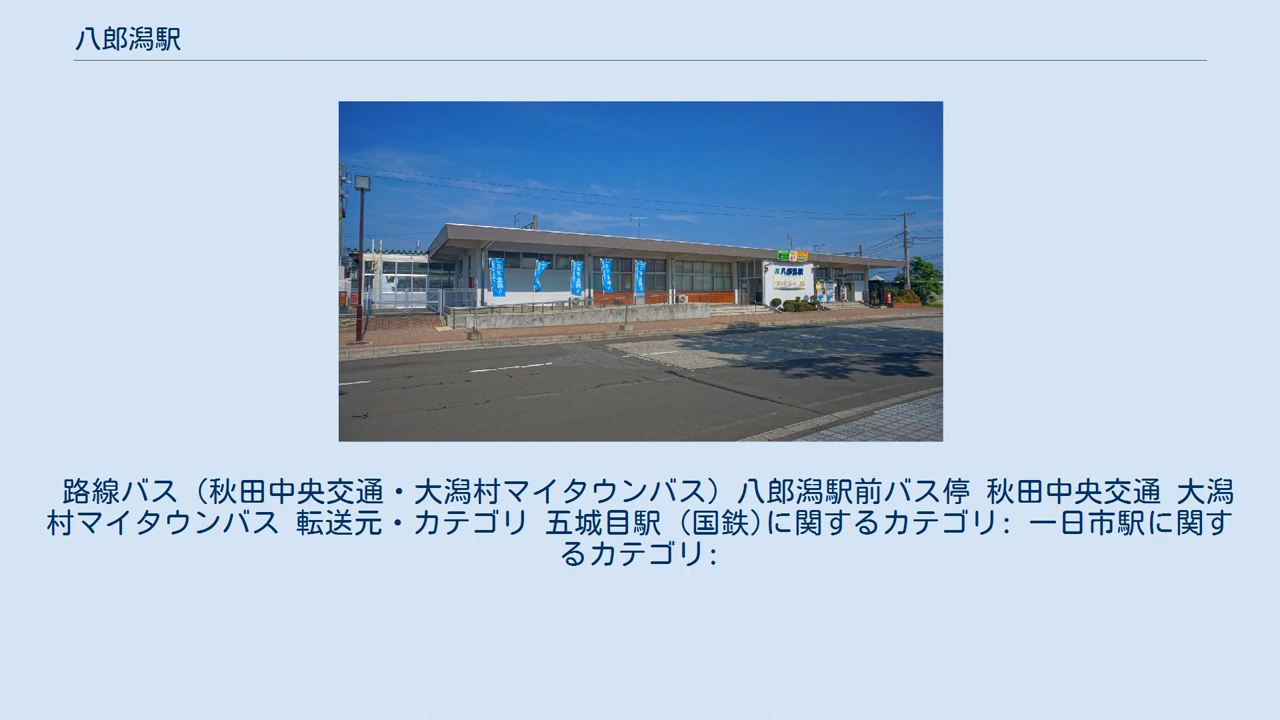 八郎潟駅
八郎潟駅
路線バス (秋田中央交通・大潟村マイタウンバス) 八郎潟駅前バス停 秋田中央交通 大潟
村マイタウンバス 転送元・カテゴリ 五城目駅 (国鉄)に関するカテゴリ: 一日市駅に関す
るカテゴリ: